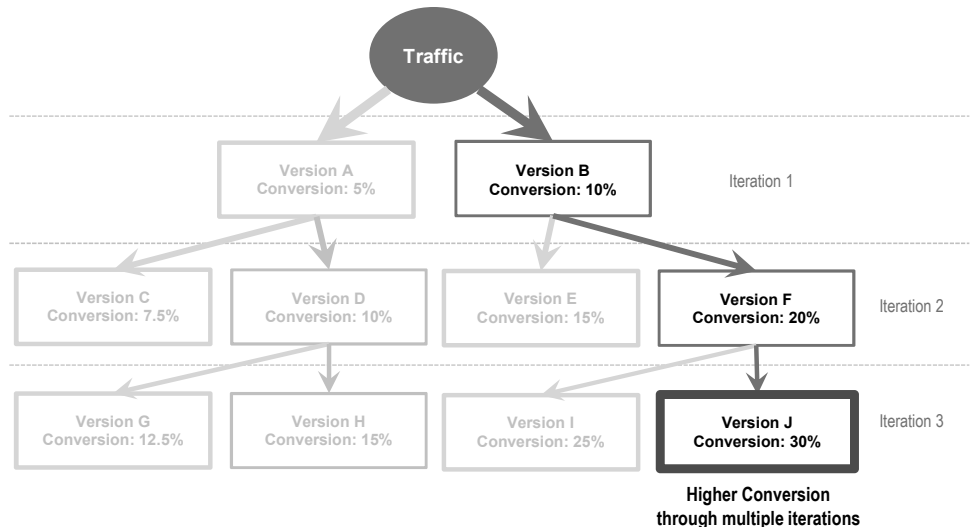 Traffic
Version A
Conversion: 5%
Version B
Conversion: 10%
Iteration 1
Version C
Conversion: 7.5%
Version D
Conversion: 10%
Version E
Conversion: 15%
Version F
Conversion: 20%
Iteration 2
Version G
Conversion: 12.5%
Version H
Conversion: 15%
Version I
Conversion: 25%
Version J
Conversion: 30%
Iteration 3
Higher Conversion
through multiple iterations